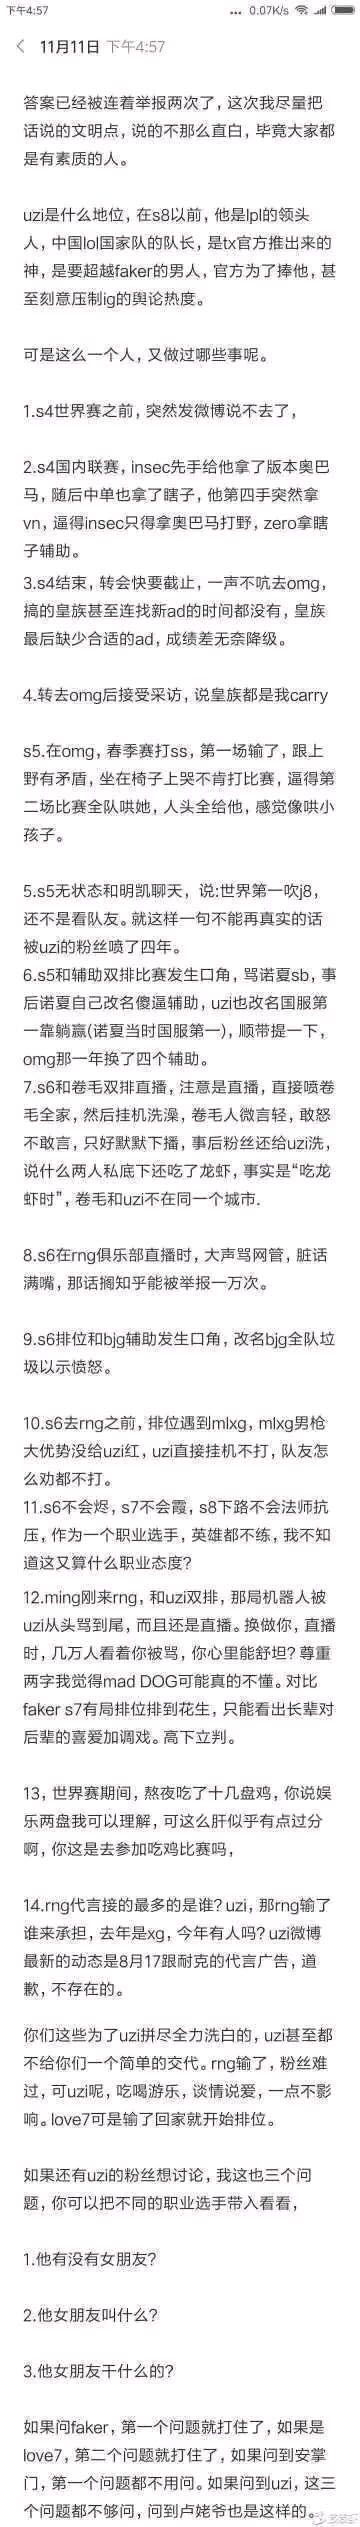 下午4:57
... 0.07K/s
11月11日 下午4:57
答案已经被连着举报两次了，这次我尽量把
话说的文明点，说的不那么直白，毕竟大家都
是有素质的人。
uzi是什么地位，在s8以前，他是lpl的领头
人，中国lol国家队的队长，是tx官方推出来的
神，是要超越faker的男人，官方为了捧他，甚
至刻意压制ig的舆论热度。
可是这么一个人，又做过哪些事呢。
1.s4世界赛之前，突然发微博说不去了，
2.s4国内联赛，insec先手给他拿了版本奥巴
马，随后中单也拿了瞎子，他第四手突然拿
vn，逼得insec只得拿奥巴马打野，zero拿瞎
子辅助。
3.s4结束，转会快要截止，一声不吭去omg，
搞的皇族甚至连找新ad的时间都没有，皇族
最后缺少合适的ad，成绩差无奈降级。
4.转去omg后接受采访，说皇族都是我carry
s5.在omg，春季赛打ss，第一场输了，跟上
野有矛盾，坐在椅子上哭不肯打比赛，逼得第
二场比赛全队哄她，人头全给他，感觉像哄小
孩子。
5.s5无状态和明凯聊天，说:世界第一吹j8，
还不是看队友。就这样一句不能再真实的话
被uzi的粉丝喷了四年。
6.s5和辅助双排比赛发生口角，骂诺夏sb，事
后诺夏自己改名傻逼辅助，uzi也改名国服第
一靠躺赢(诺夏当时国服第一)，顺带提一下，
omg那一年换了四个辅助。
7.s6和卷毛双排直播，注意是直播，直接喷卷
毛全家，然后挂机洗澡，卷毛人微言轻，敢怒
不敢言，只好默默下播，事后粉丝还给uzi洗，
说什么两人私底下还吃了龙虾，事实是“吃龙
虾时”，卷毛和uzi不在同一个城市.
8.s6在rng俱乐部直播时，大声骂网管，脏话
满嘴，那话搁知乎能被举报一万次。
9.s6排位和bjg辅助发生口角，改名bjg全队垃
圾以示愤怒。
10.s6去rng之前，排位遇到mlxg，mlxg男枪
大优势没给uzi红，uzi直接挂机不打，队友怎
么劝都不打。
11.s6不会烬，s7不会霞，s8下路不会法师抗
压，作为一个职业选手，英雄都不练，我不知
道这又算什么职业态度？
12.ming刚来rng，和uzi双排，那局机器人被
uzi从头骂到尾，而且还是直播。换做你，直播
时，几万人看着你被骂，你心里能舒坦？尊重
两字我觉得mad DOG可能真的不懂。对比
faker s7有局排位排到花生，只能看出长辈对
后辈的喜爱加调戏。高下立判。
13，世界赛期间，熬夜吃了十几盘鸡，你说娱
乐两盘我可以理解，可这么肝似乎有点过分
啊，你这是去参加吃鸡比赛吗，
14.rng代言接的最多的是谁？uzi，那rng输了
谁来承担，去年是xg，今年有人吗？uzi微博
最新的动态是8月17跟耐克的代言广告，道
歉，不存在的。
你们这些为了uzi拼尽全力洗白的，uzi甚至都
不给你们一个简单的交代。rng输了，粉丝难
过，可uzi呢，吃喝游乐，谈情说爱，一点不影
响。love7可是输了回家就开始排位。
如果还有uzi的粉丝想讨论，我这也三个问
题，你可以把不同的职业选手带入看看，
1.他有没有女朋友？
2.他女朋友叫什么？
3.他女朋友干什么的？
如果问faker，第一个问题就打住了，如果是
love7，第二个问题就打住了，如果问到安掌
门，第一个问题都不用问。如果问到uzi，这三
个问题都不够问，问到卢姥爷也是这样的。